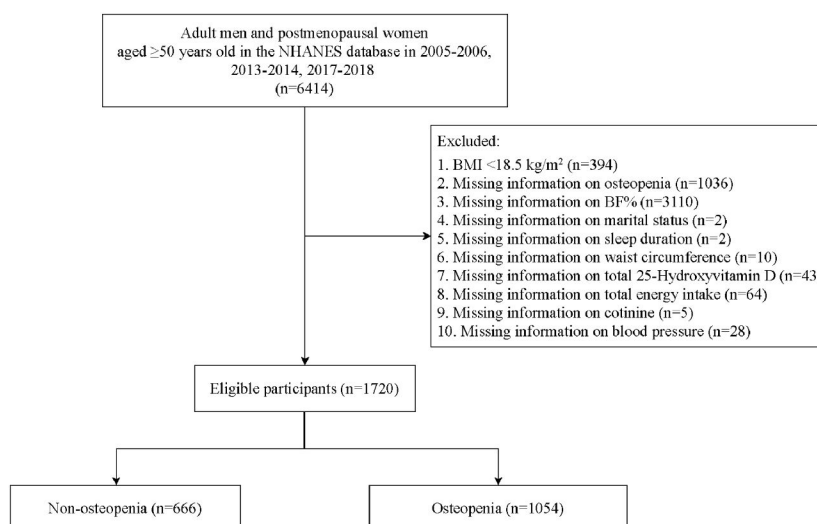 Adult men and postmenopausal women
aged ≥50 years old in the NHANES database in 2005-2006,
2013-2014, 2017-2018
(n=6414)
Excluded:
1. BMI <18.5 kg/m² (n=394)
2. Missing information on osteopenia (n=1036)
3. Missing information on BF% (n=3110)
4. Missing information on marital status (n=2)
5. Missing information on sleep duration (n=2)
6. Missing information on waist circumference (n=10)
7. Missing information on total 25-Hydroxyvitamin D (n=43
8. Missing information on total energy intake (n=64)
9. Missing information on cotinine (n=5)
10. Missing information on blood pressure (n=28)
Eligible participants (n=1720)
Non-osteopenia (n=666)
Osteopenia (n=1054)